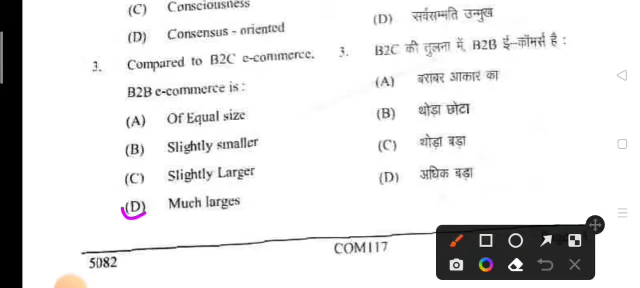 (C) Consciousness
(D) Consensus - oriented
3. Compared to B2C e-commerce.
B2B e-commerce is :
(A) Of Equal size
(B) Slightly smaller
(C) Slightly Larger
(D) Much larges
(D) सर्वसम्मति उन्मुख
3. B2C की तुलना में B2B ई-कॉमर्स है :
(A) बराबर आकार का
(B) थोड़ा छोटा
(C) थोड़ा बड़ा
(D) अधिक बड़ा
5082
COM117